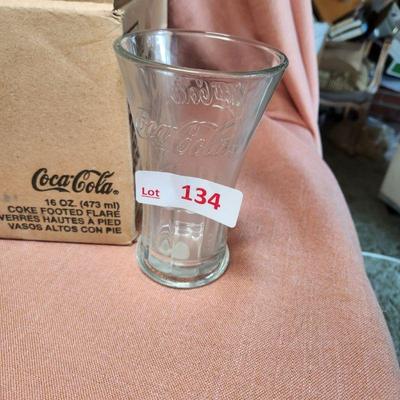 Coca-Cola
16 OZ. (473 ml)
COKE FOOTED FLARE
VERRES HAUTES À PIED
VASOS ALTOS CON PIE
Coca-Cola
Lot 134